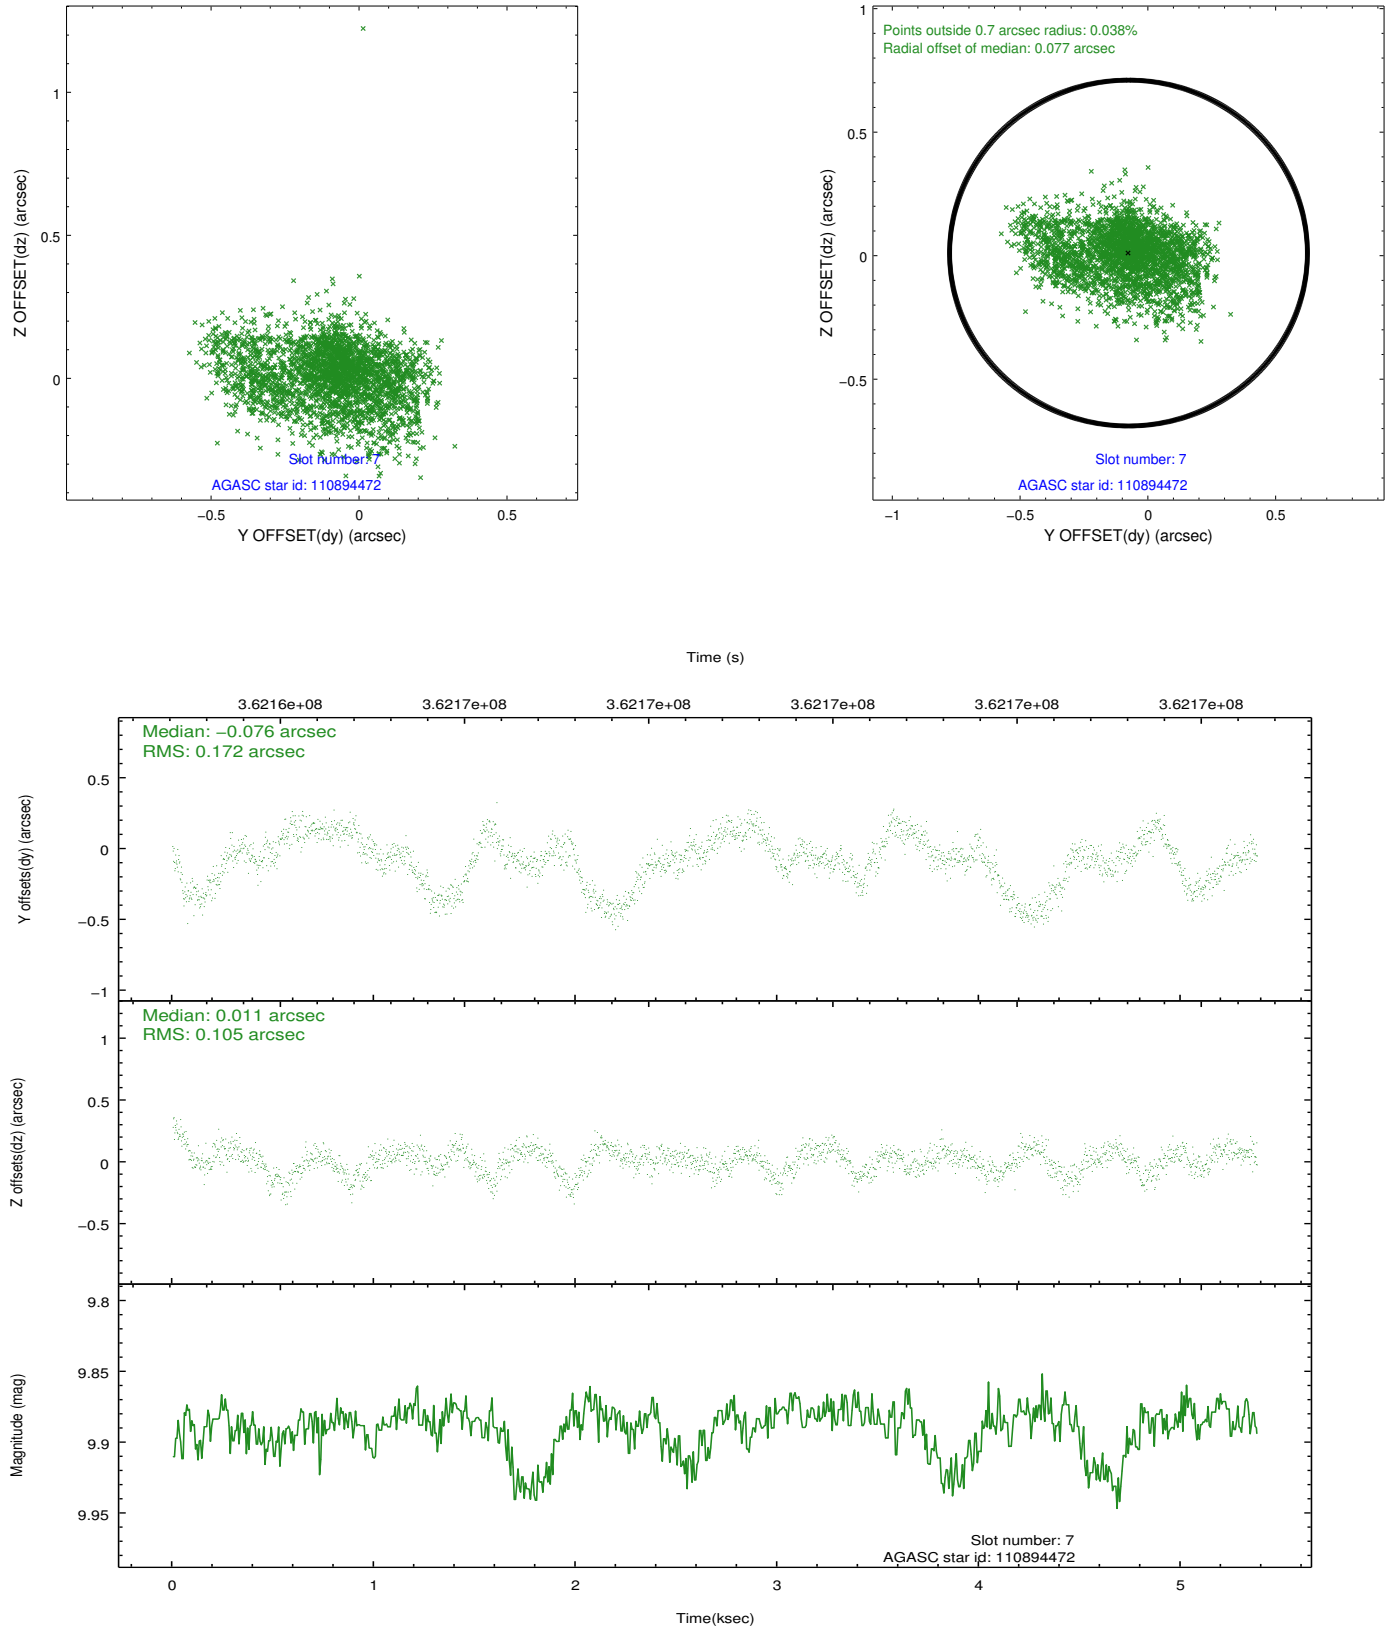 1
0.5
0
Z OFFSET(dz) (arcsec)
−0.5
0
0.5
Y OFFSET(dy) (arcsec)
Slot number: 7
AGASC star id: 110894472
Points outside 0.7 arcsec radius: 0.038%
Radial offset of median: 0.077 arcsec
1
0.5
0
−0.5
Z OFFSET(dz) (arcsec)
Slot number: 7
AGASC star id: 110894472
−1
−0.5
0
0.5
Y OFFSET(dy) (arcsec)
Time (s)
3.6216e+08
3.6217e+08
3.6217e+08
3.6217e+08
3.6217e+08
3.6217e+08
Median: −0.076 arcsec
RMS: 0.172 arcsec
0.5
0
−0.5
−1
Y offsets(dy) (arcsec)
Median: 0.011 arcsec
RMS: 0.105 arcsec
1
0.5
0
−0.5
Z offsets(dz) (arcsec)
9.8
9.85
9.9
9.95
Magnitude (mag)
Slot number: 7
AGASC star id: 110894472
0
1
2
3
4
5
Time(ksec)